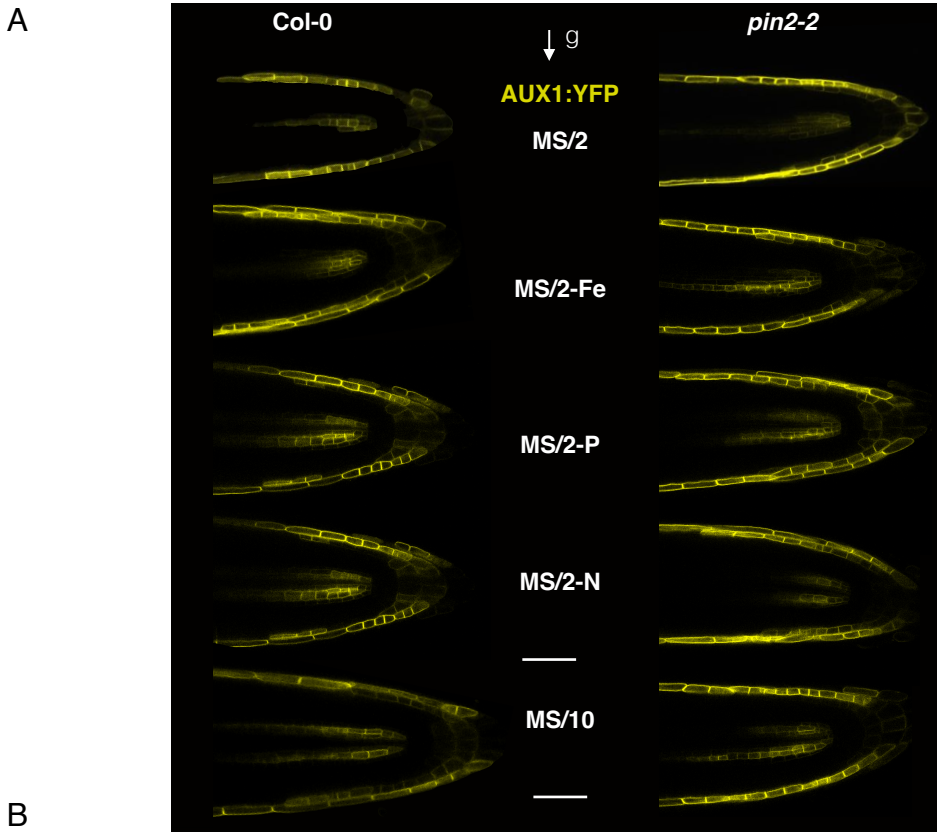 A
Col-0
g
pin2-2
AUX1:YFP
MS/2
MS/2-Fe
MS/2-P
MS/2-N
MS/10
B